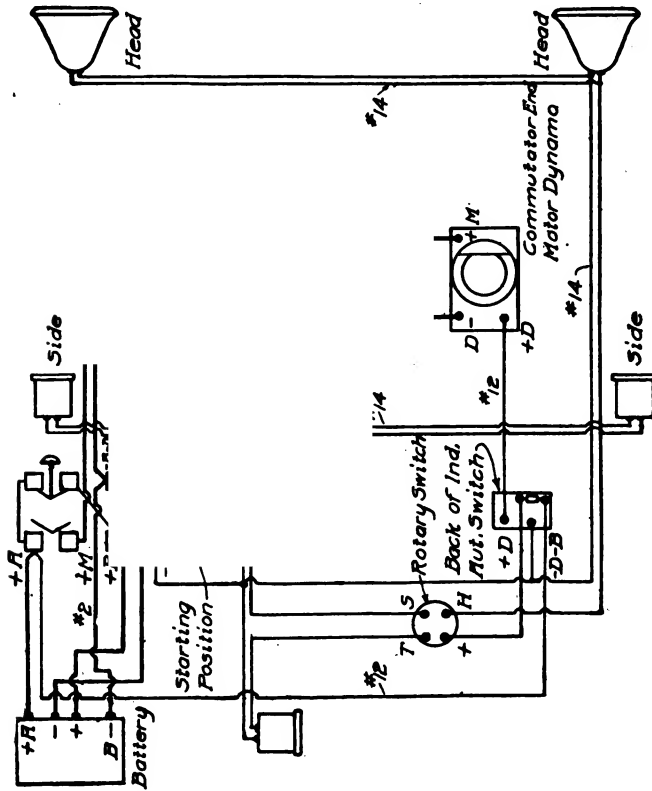 Head
Head
#14
Commutator End
Motor Dynamo
+M
D-
+D
#14
Side
Side
#12
14
Rotary Switch
Back of Ind.
Aut. Switch
+D
-D-B
S
H
T
+
+A
+M
#2
Starting
Position
#12
+A
-
+
B-
Battery